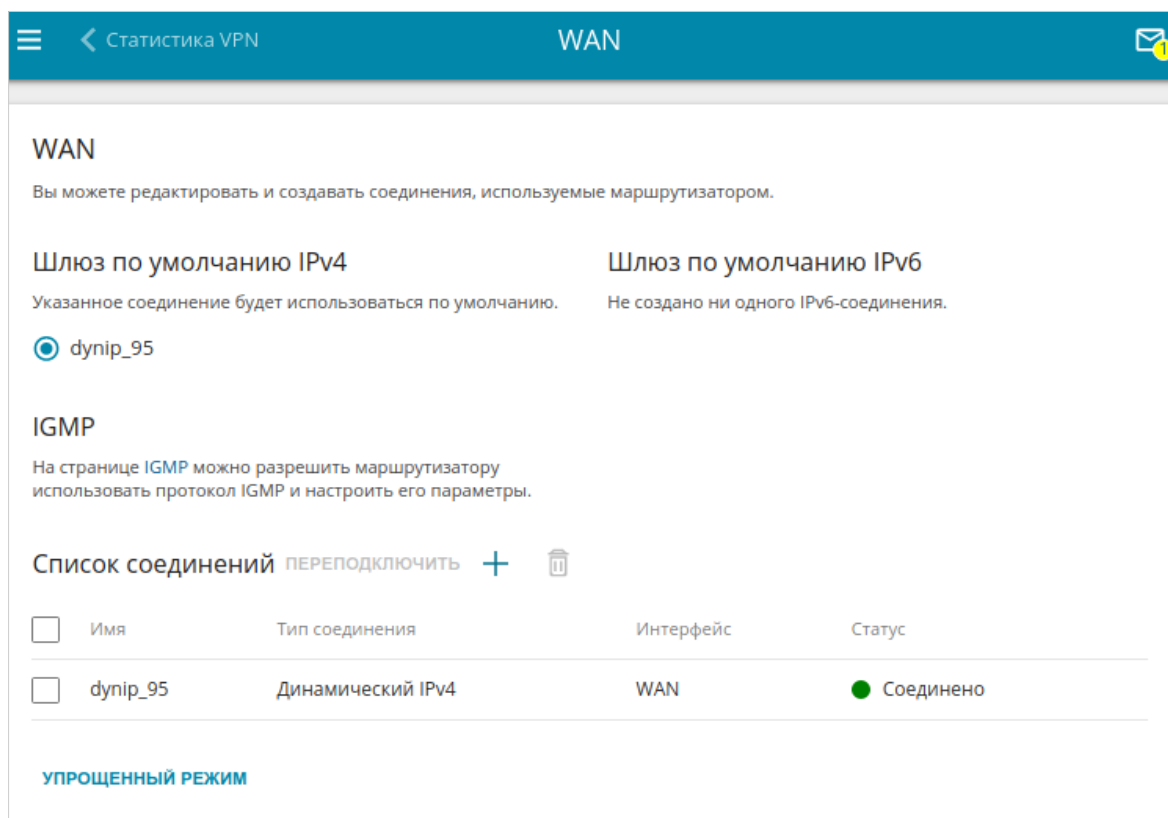 Статистика VPN
WAN
1
WAN
Вы можете редактировать и создавать соединения, используемые маршрутизатором.
Шлюз по умолчанию IPv4
Указанное соединение будет использоваться по умолчанию.
dynip_95
Шлюз по умолчанию IPv6
Не создано ни одного IPv6-соединения.
IGMP
На странице IGMP можно разрешить маршрутизатору
использовать протокол IGMP и настроить его параметры.
Список соединений ПЕРЕПОДКЛЮЧИТЬ
Имя Тип соединения Интерфейс Статус
dynip_95 Динамический IPv4 WAN Соединено
УПРОЩЕННЫЙ РЕЖИМ